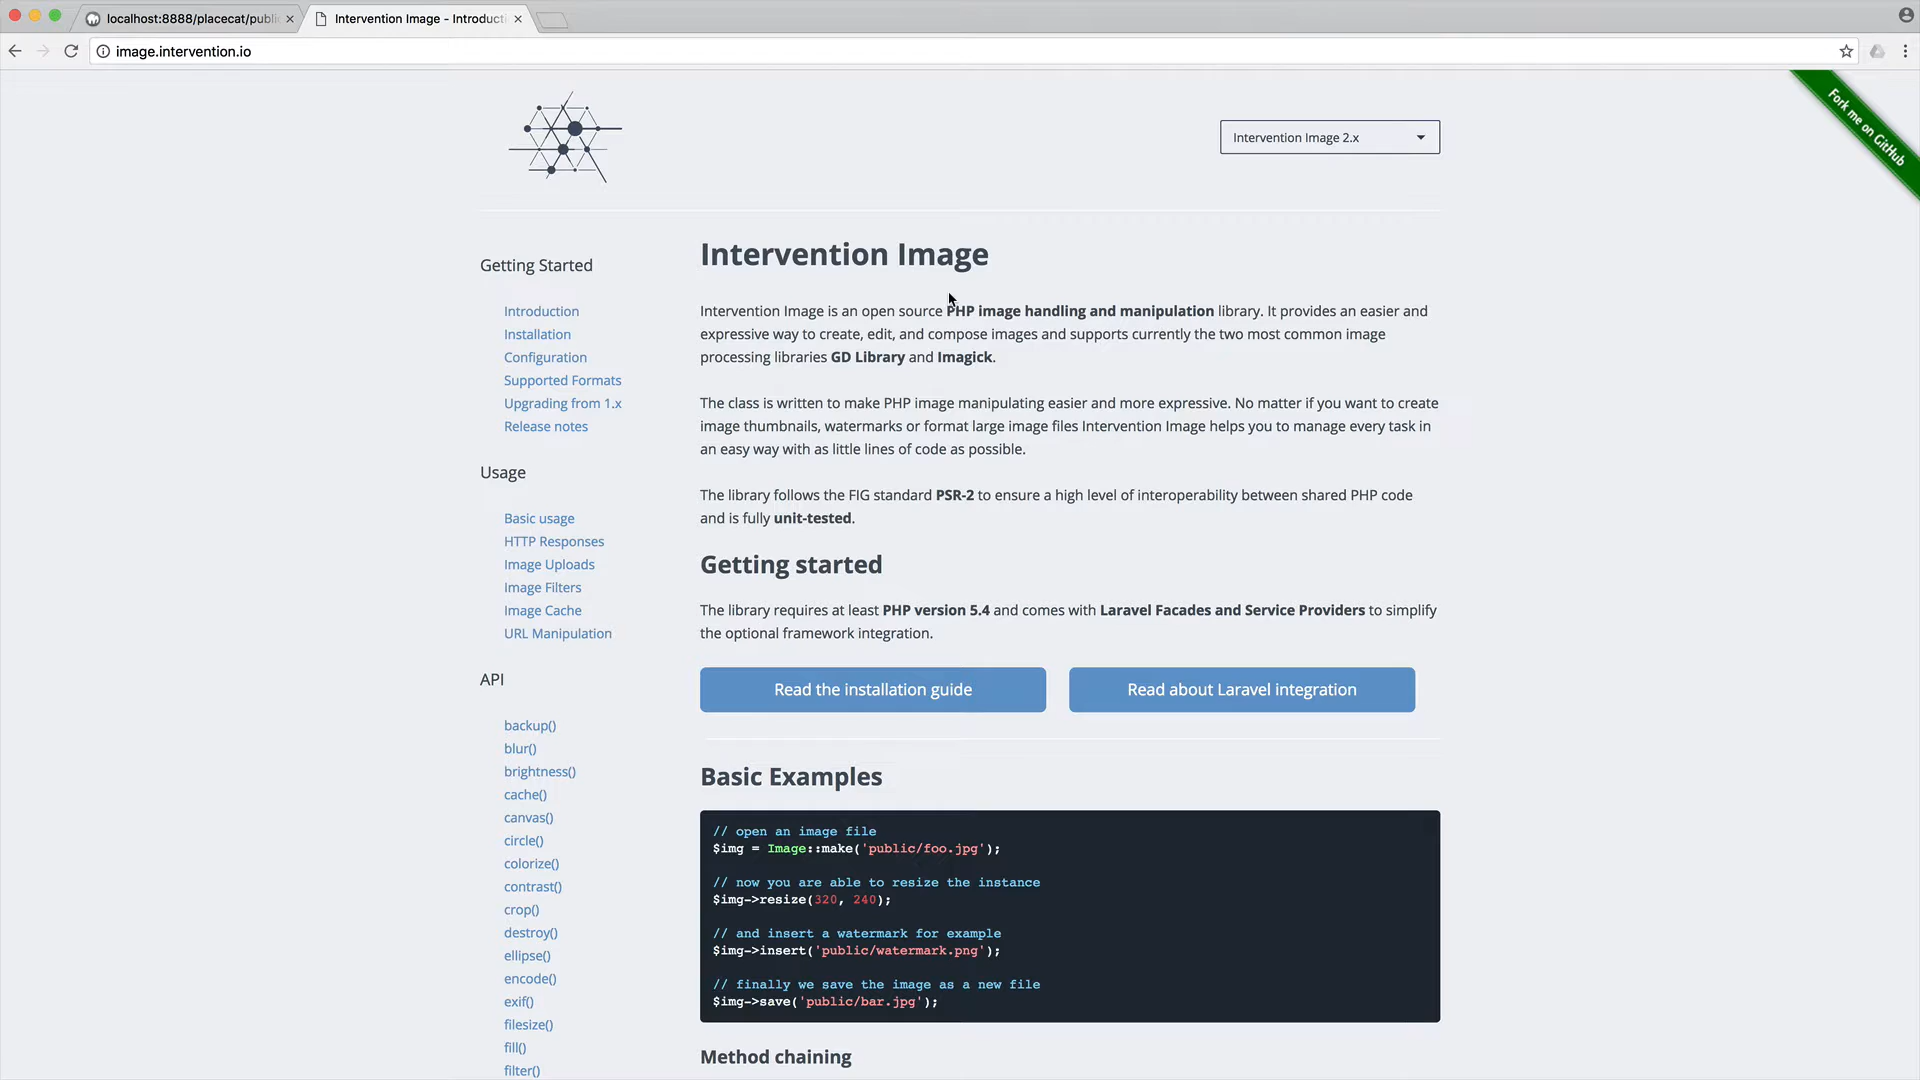 localhost:8888/placecat/publi
Intervention Image - Introducti
image.intervention.io
Fork me on GitHub
Intervention Image 2.x
Getting Started
Introduction
Installation
Configuration
Supported Formats
Upgrading from 1.x
Release notes
Usage
Basic usage
HTTP Responses
Image Uploads
Image Filters
Image Cache
URL Manipulation
API
backup()
blur()
brightness()
cache()
canvas()
circle()
colorize()
contrast()
crop()
destroy()
ellipse()
encode()
exif()
filesize()
fill()
filter()
Intervention Image
Intervention Image is an open source PHP image handling and manipulation library. It provides an easier and
expressive way to create, edit, and compose images and supports currently the two most common image
processing libraries GD Library and Imagick.
The class is written to make PHP image manipulating easier and more expressive. No matter if you want to create
image thumbnails, watermarks or format large image files Intervention Image helps you to manage every task in
an easy way with as little lines of code as possible.
The library follows the FIG standard PSR-2 to ensure a high level of interoperability between shared PHP code
and is fully unit-tested.
Getting started
The library requires at least PHP version 5.4 and comes with Laravel Facades and Service Providers to simplify
the optional framework integration.
Read the installation guide
Read about Laravel integration
Basic Examples
// open an image file
$img = Image::make('public/foo.jpg');
// now you are able to resize the instance
$img->resize(320, 240);
// and insert a watermark for example
$img->insert('public/watermark.png');
// finally we save the image as a new file
$img->save('public/bar.jpg');
Method chaining